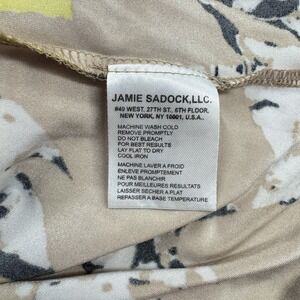 JAMIE SADOCK,LLC.
#49 WEST. 27TH ST., 6TH FLOOR,
NEW YORK, NY 10001, U.S.A..
MACHINE WASH COLD
REMOVE PROMPTLY
DO NOT BLEACH
FOR BEST RESULTS
LAY FLAT TO DRY
COOL IRON
MACHINE LAVER A FROID
ENLEVE PROMPTEMENT
NE PAS BLANCHIR
POUR MEILLEURES RESULTATS
LAISSER SECHER A PLAT
REPASSER A BASE TEMPERATURE